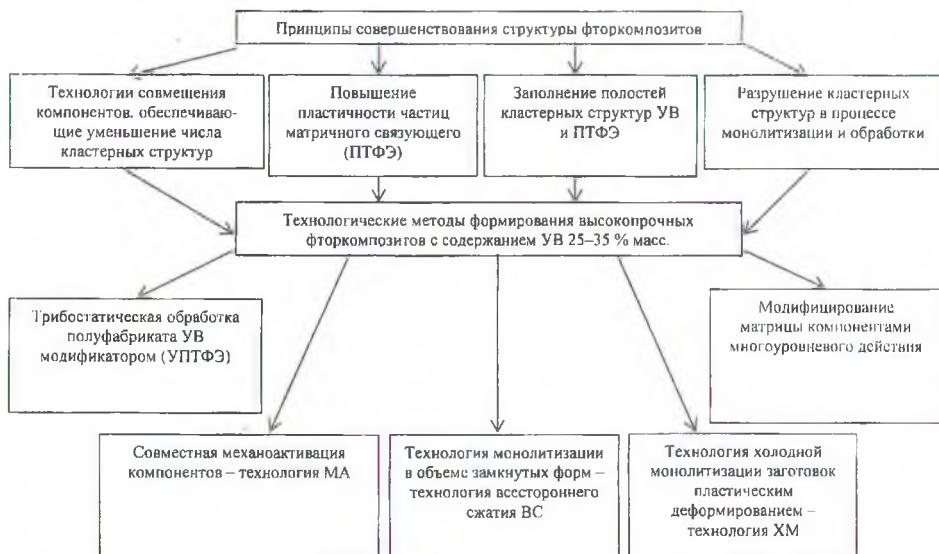 Принципы совершенствования структуры фторкомпозитов
Технологии совмещения
компонентов. обеспечиваю-
щие уменьшение числа
кластерных структур
Повышение
пластичности частиц
матричного связующего
(ПТФЭ)
Заполнение полостей
кластерных структур УВ
и ПТФЭ
Разрушение кластерных
структур в процессе
монолитизации и обработки
Технологические методы формирования высокопрочных
фторкомпозитов с содержанием УВ 25–35 % масс.
Трибостатическая обработка
полуфабриката УВ
модификатором (УПТФЭ)
Модифицирование
матрицы компонентами
многоуровневого действия
Совместная механоактивация
компонентов – технология МА
Технология монолитизации
в объеме замкнутых форм –
технология всестороннего
сжатия ВС
Технология холодной
монолитизации заготовок
пластическим
деформированием –
технология ХМ